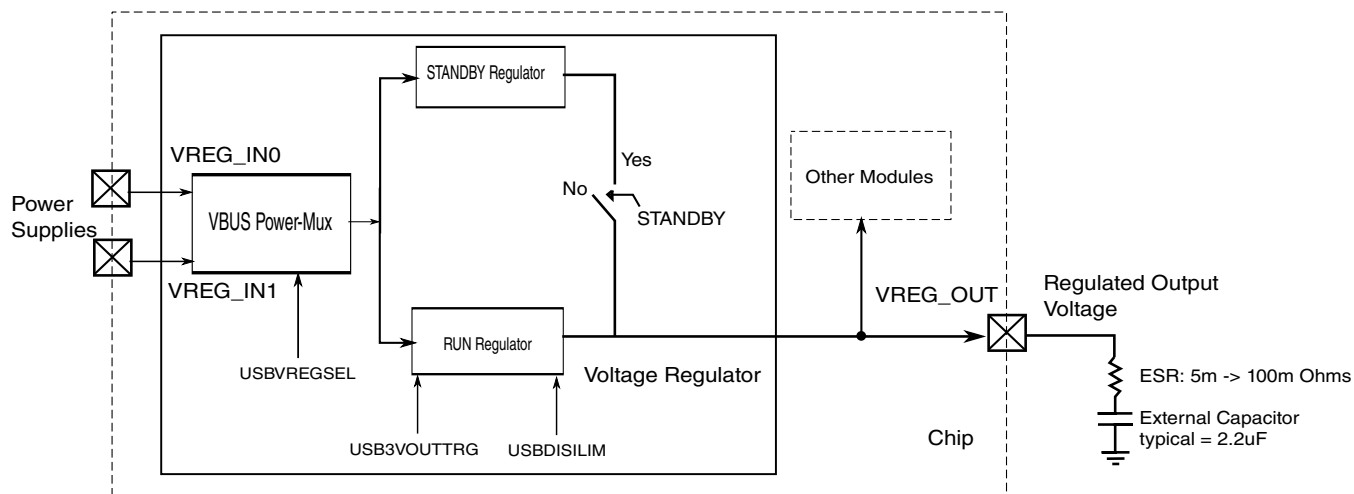 STANDBY Regulator
VREG_IN0
Yes
Other Modules
No
Power
Supplies
VBUS Power-Mux
STANDBY
VREG_IN1
VREG_OUT
Regulated Output
Voltage
RUN Regulator
USBVREGSEL
Voltage Regulator
ESR: 5m -> 100m Ohms
External Capacitor
typical = 2.2uF
USB3VOUTTRG
USBDISILIM
Chip